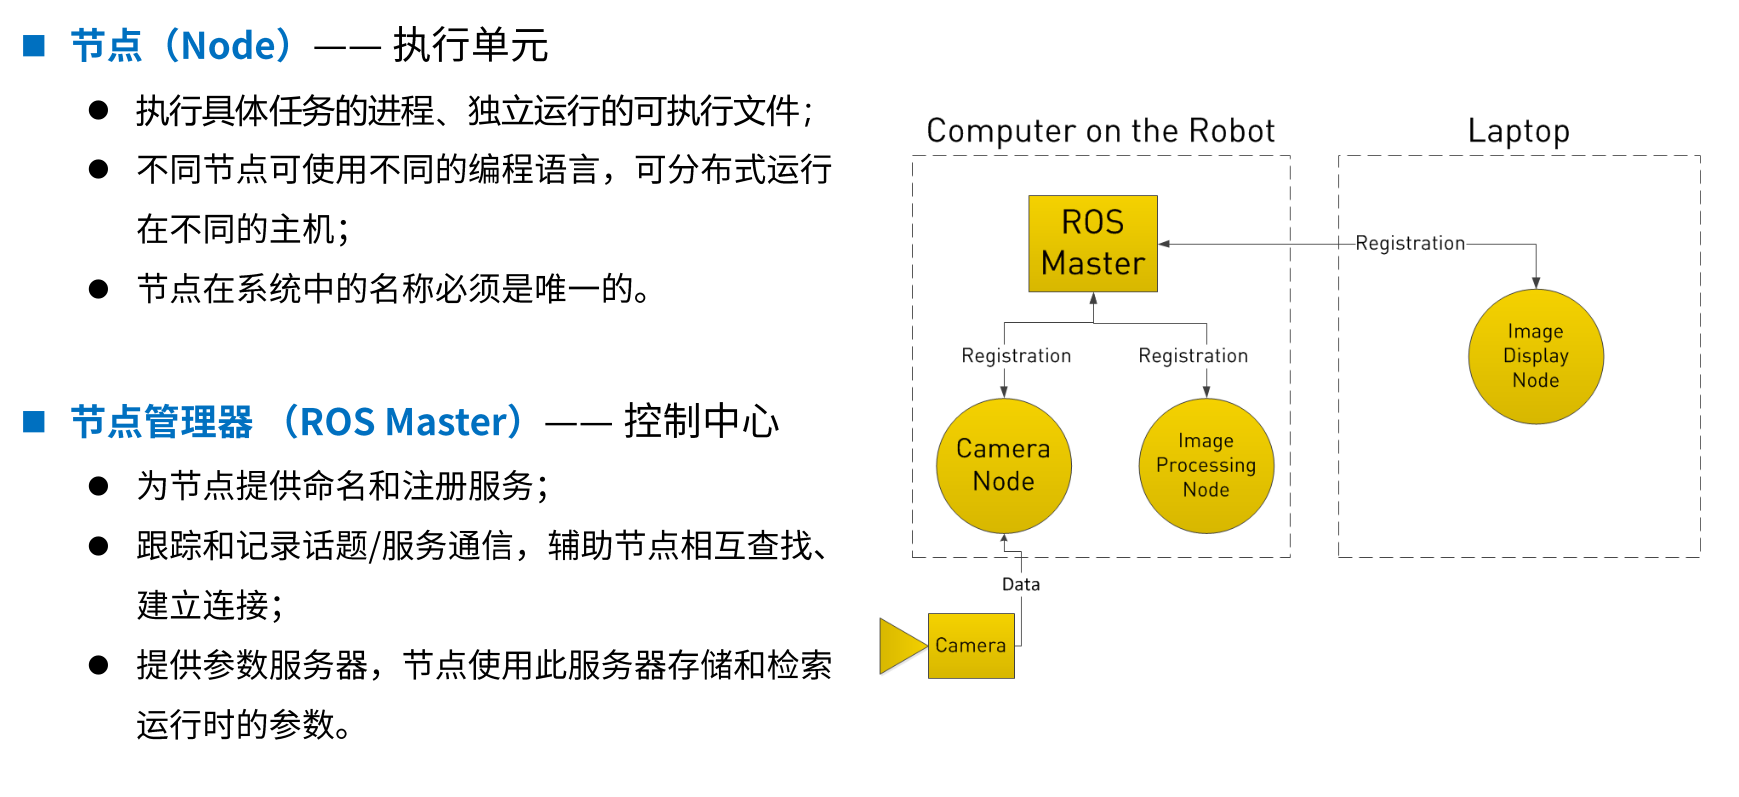 节点（Node）—— 执行单元
执行具体任务的进程、独立运行的可执行文件；
不同节点可使用不同的编程语言，可分布式运行
在不同的主机；
节点在系统中的名称必须是唯一的。
节点管理器 （ROS Master）—— 控制中心
为节点提供命名和注册服务；
跟踪和记录话题/服务通信，辅助节点相互查找、
建立连接；
提供参数服务器，节点使用此服务器存储和检索
运行时的参数。
Computer on the Robot
Laptop
ROS
Master
Registration
Registration
Registration
Image
Display
Node
Camera
Node
Image
Processing
Node
Data
Camera